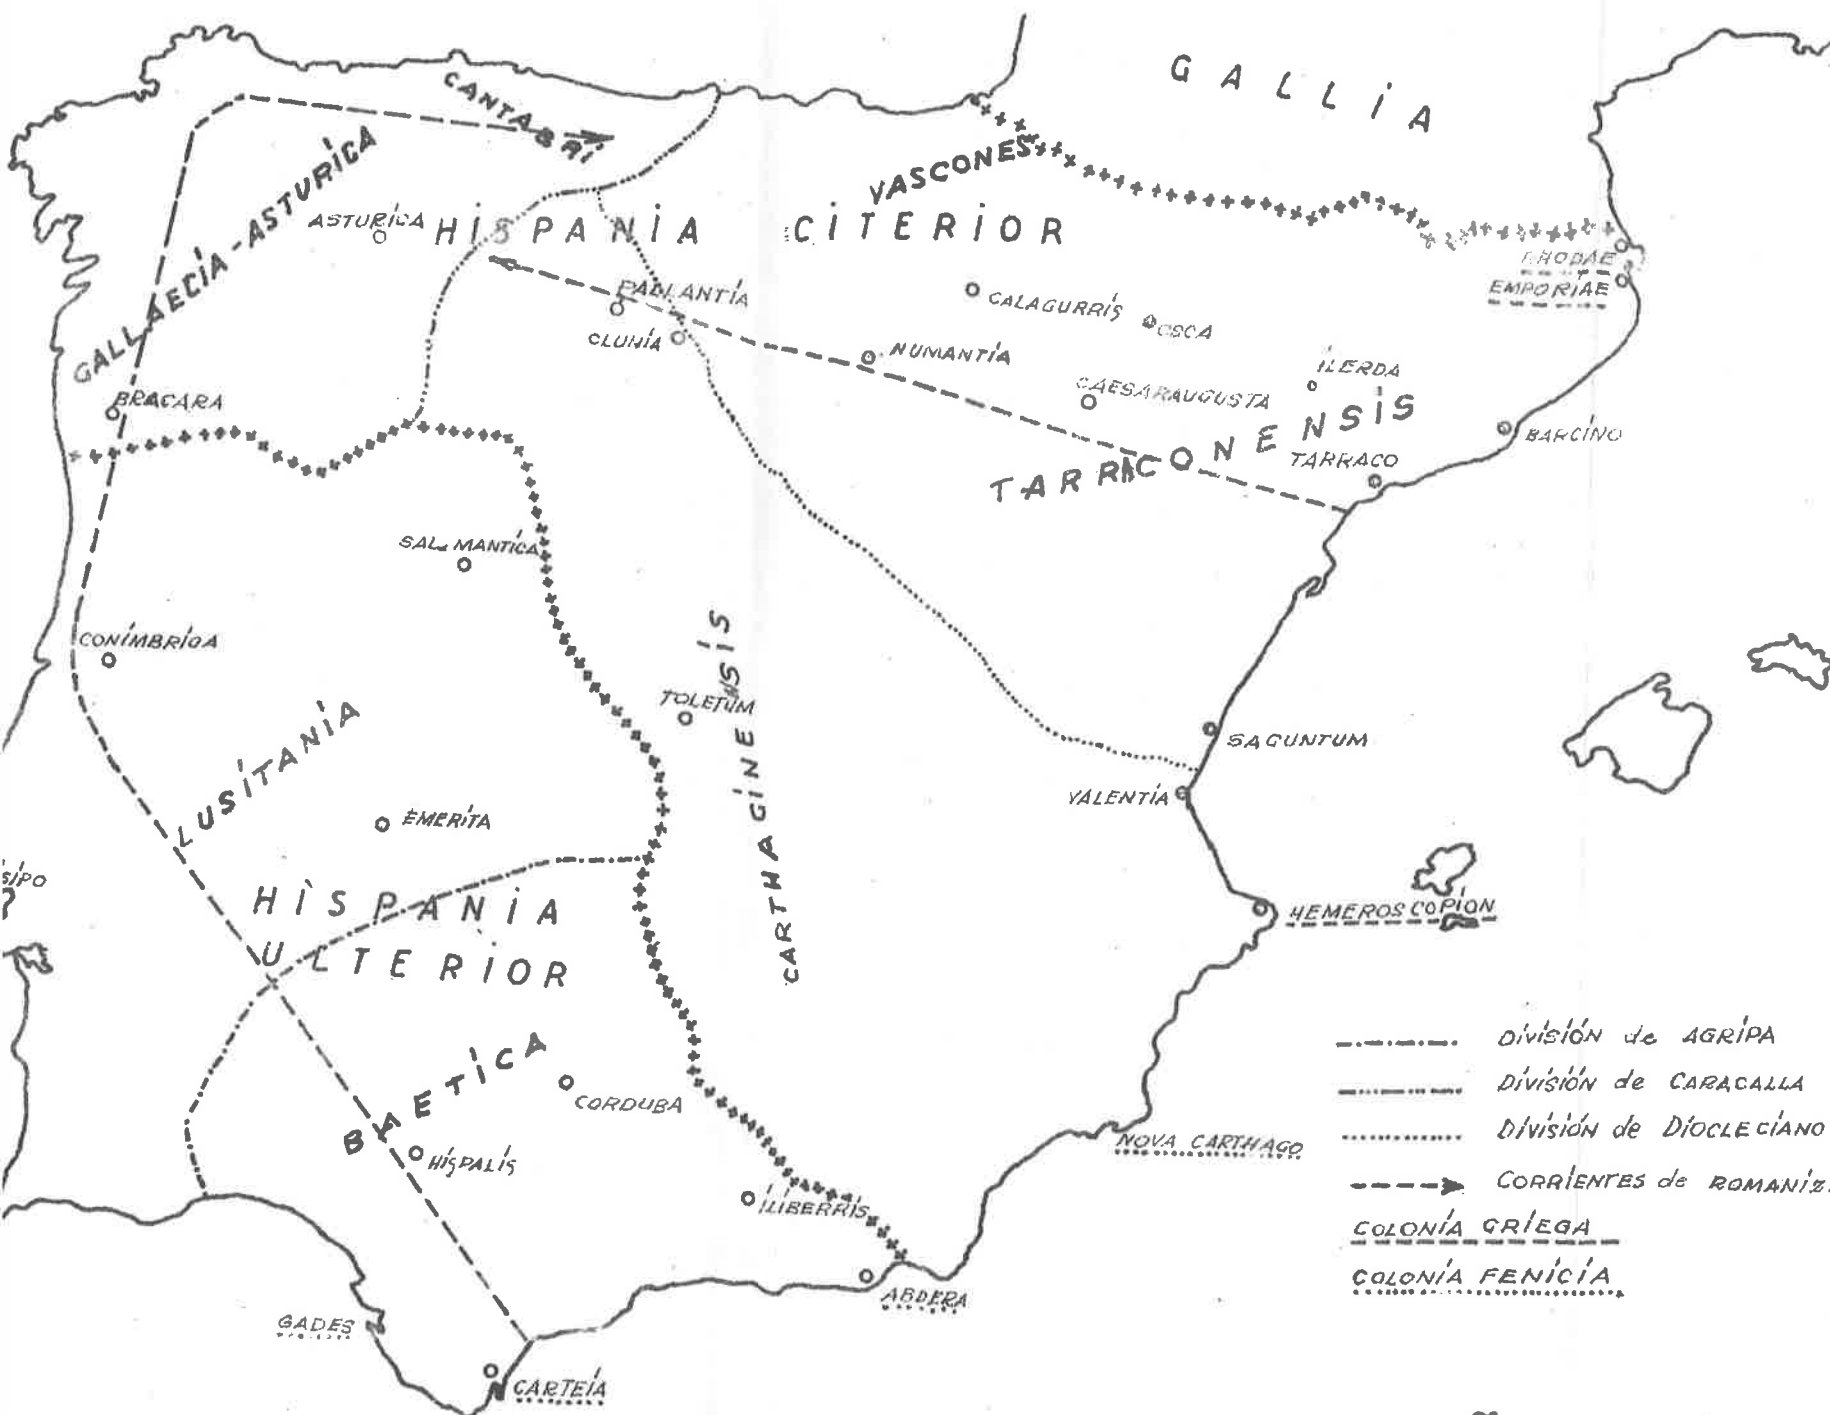 GALLIA
CANTABRI
VASCONES
GALLAECIA-ASTURICA
ASTURICA
HISPANIA CITERIOR
RHODAE
EMPORIAE
PALLANTIA
CALAGURRIS
OSCA
CLUNIA
NUMANTIA
ILERDA
CAESARAUGUSTA
BRACARA
BARCINO
TARRACONENSIS
TARRACO
SALMANTICA
CONIMBRIGA
TOLETUM
CARTHAGINENSIS
LUSITANIA
SAGUNTUM
VALENTIA
EMERITA
SIPO
HISPANIA
ULTERIOR
HEMEROSCOPION
BAETICA
CORDUBA
HISPALIS
NOVA CARTHAGO
ILIBERRIS
ABDERA
GADES
CARTEIA
DIVISIÓN de AGRIPA
DIVISIÓN de CARACALLA
DIVISIÓN de DIOCLECIANO
CORRIENTES de ROMANIZ.
COLONIA GRIEGA
COLONIA FENICIA